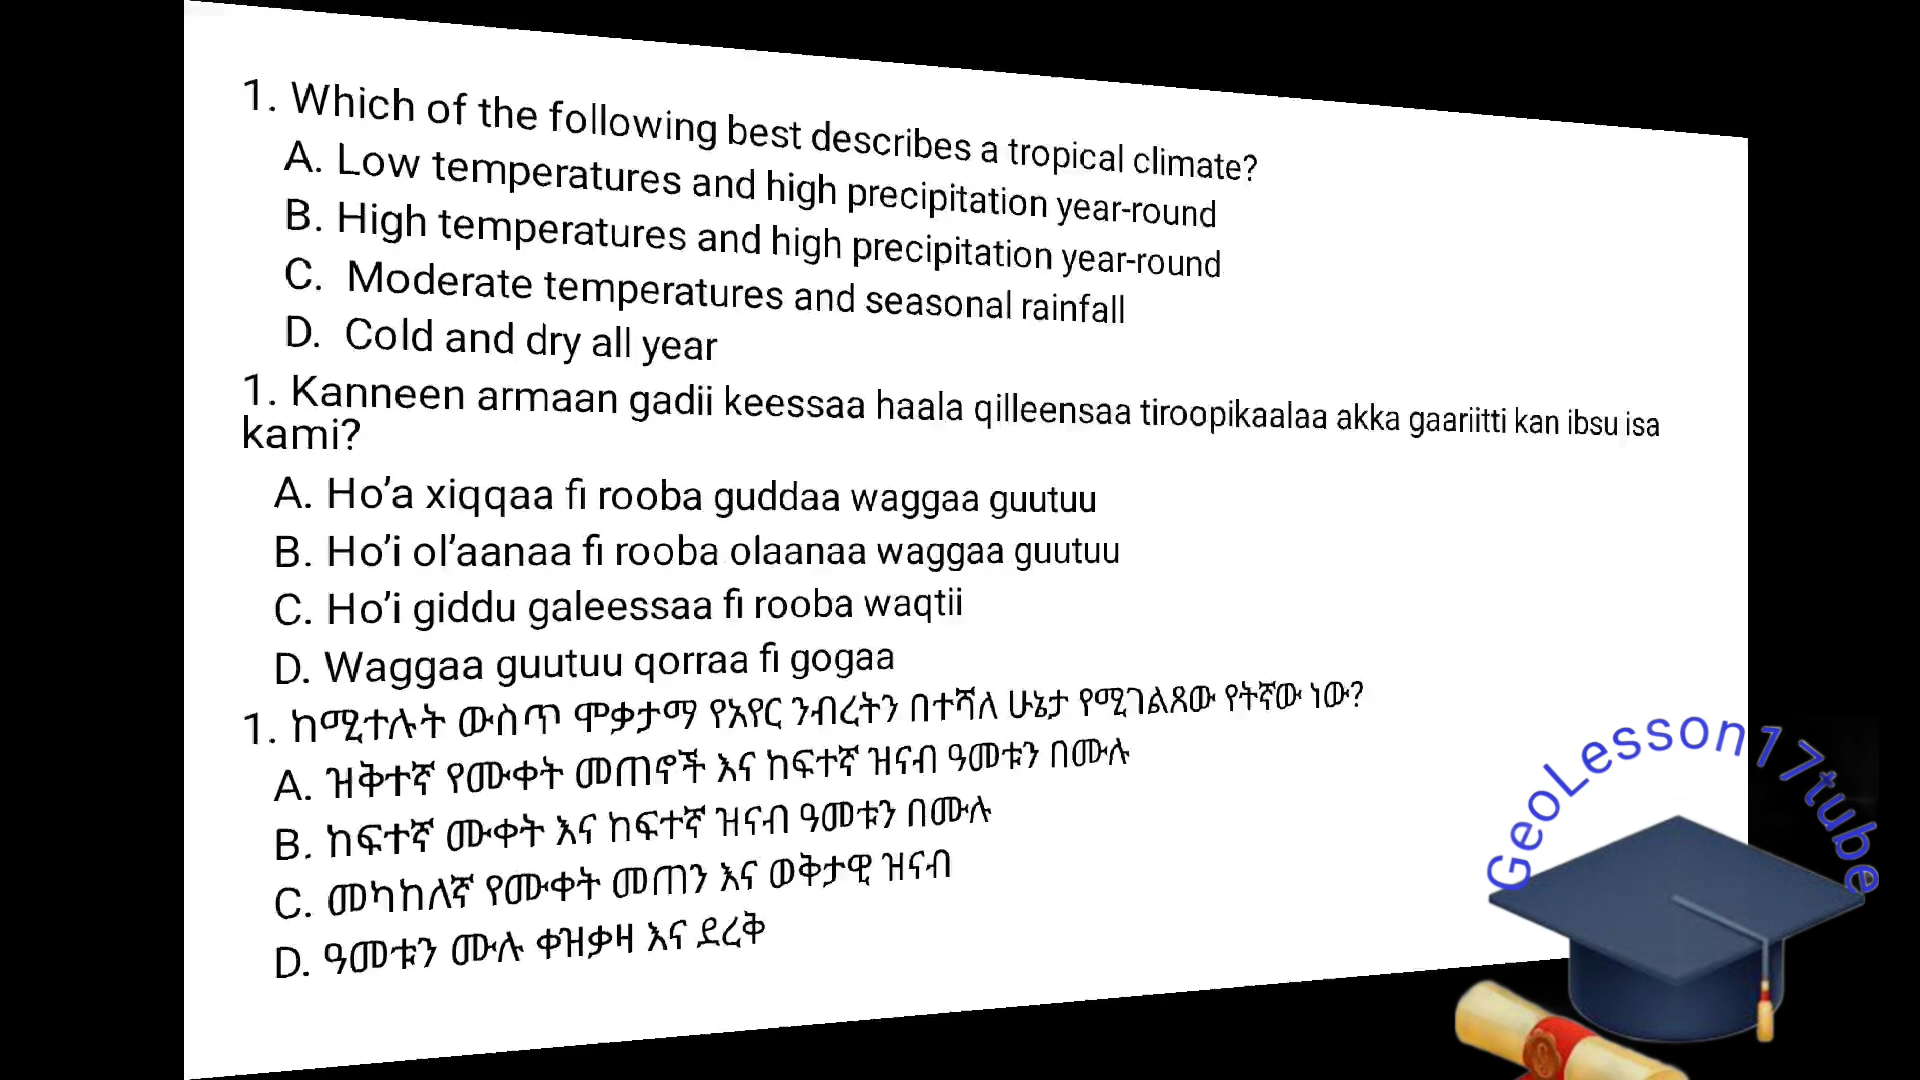 1. Which of the following best describes a tropical climate?
A. Low temperatures and high precipitation year-round
B. High temperatures and high precipitation year-round
C. Moderate temperatures and seasonal rainfall
D. Cold and dry all year
1. Kanneen armaan gadii keessaa haala qilleensaa tiroopikaalaa akka gaariitti kan ibsu isa
kami?
A. Ho’a xiqqaa fi rooba guddaa waggaa guutuu
B. Ho’i ol’aanaa fi rooba olaanaa waggaa guutuu
C. Ho’i giddu galeessaa fi rooba waqtii
D. Waggaa guutuu qorraa fi gogaa
1. ከሚተሉት ውስጥ ሞቃታማ የአየር ንብረትን በተሻለ ሁኔታ የሚገልጸው የትኛው ነው?
A. ዝቅተኛ የሙቀት መጠኖች እና ከፍተኛ ዝናብ ዓመቱን በሙሉ
B. ከፍተኛ ሙቀት እና ከፍተኛ ዝናብ ዓመቱን በሙሉ
C. መካከለኛ የሙቀት መጠን እና ወቅታዊ ዝናብ
D. ዓመቱን ሙሉ ቀዝቃዛ እና ደረቅ
GeoLesson17tube